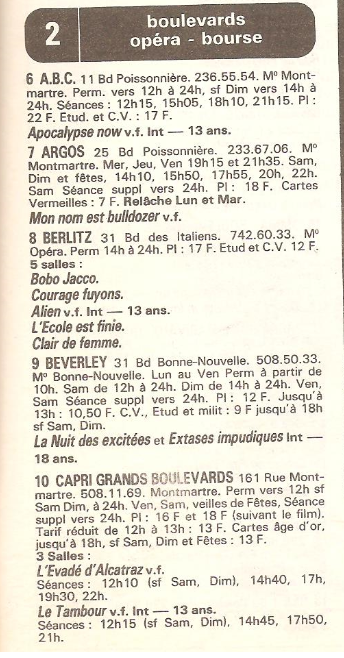 2
boulevards
opéra - bourse
6 A.B.C. 11 Bd Poissonnière. 236.55.54. Mº Mont-
martre. Perm. vers 12h à 24h, sf Dim vers 14h à
24h. Séances : 12h15, 15h05, 18h10, 21h15. Pl :
22 F. Etud. et C.V. : 17 F.
Apocalypse now v.f. Int — 13 ans.
7 ARGOS 25 Bd Poissonnière. 233.67.06. Mº
Montmartre. Mer, Jeu, Ven 19h15 et 21h35. Sam,
Dim et fêtes, 14h10, 15h50, 17h55, 20h, 22h.
Sam Séance suppl vers 24h. Pl : 18 F. Cartes
Vermeilles : 7 F. Relâche Lun et Mar.
Mon nom est bulldozer v.f.
8 BERLITZ 31 Bd des Italiens. 742.60.33. Mº
Opéra. Perm 14h à 24h. Pl : 17 F. Etud et C.V. 12 F.
5 salles :
Bobo Jacco.
Courage fuyons.
Alien v.f. Int — 13 ans.
L'Ecole est finie.
Clair de femme.
9 BEVERLEY 31 Bd Bonne-Nouvelle. 508.50.33.
Mº Bonne-Nouvelle. Lun au Ven Perm à partir de
10h. Sam de 12h à 24h. Dim de 14h à 24h. Ven,
Sam Séance suppl vers 24h. Pl : 12 F. Jusqu'à
13h : 10,50 F. C.V., Etud et milit : 9 F jusqu'à 18h
sf Sam, Dim.
La Nuit des excitées et Extases impudiques Int —
18 ans.
10 CAPRI GRANDS BOULEVARDS 161 Rue Mont-
martre. 508.11.69. Montmartre. Perm vers 12h sf
Sam Dim, à 24h. Ven, Sam, veilles de Fêtes, Séance
suppl vers 24h. Pl : 16 F et 18 F (suivant le film).
Tarif réduit de 12h à 13h : 13 F. Cartes âge d'or,
jusqu'à 18h, sf Sam, Dim et Fêtes : 13 F.
3 Salles :
L'Evadé d'Alcatraz v.f.
Séances : 12h10 (sf Sam, Dim), 14h40, 17h,
19h30, 22h.
Le Tambour v.f. Int — 13 ans.
Séances : 12h15 (sf Sam, Dim), 14h45, 17h50,
21h.